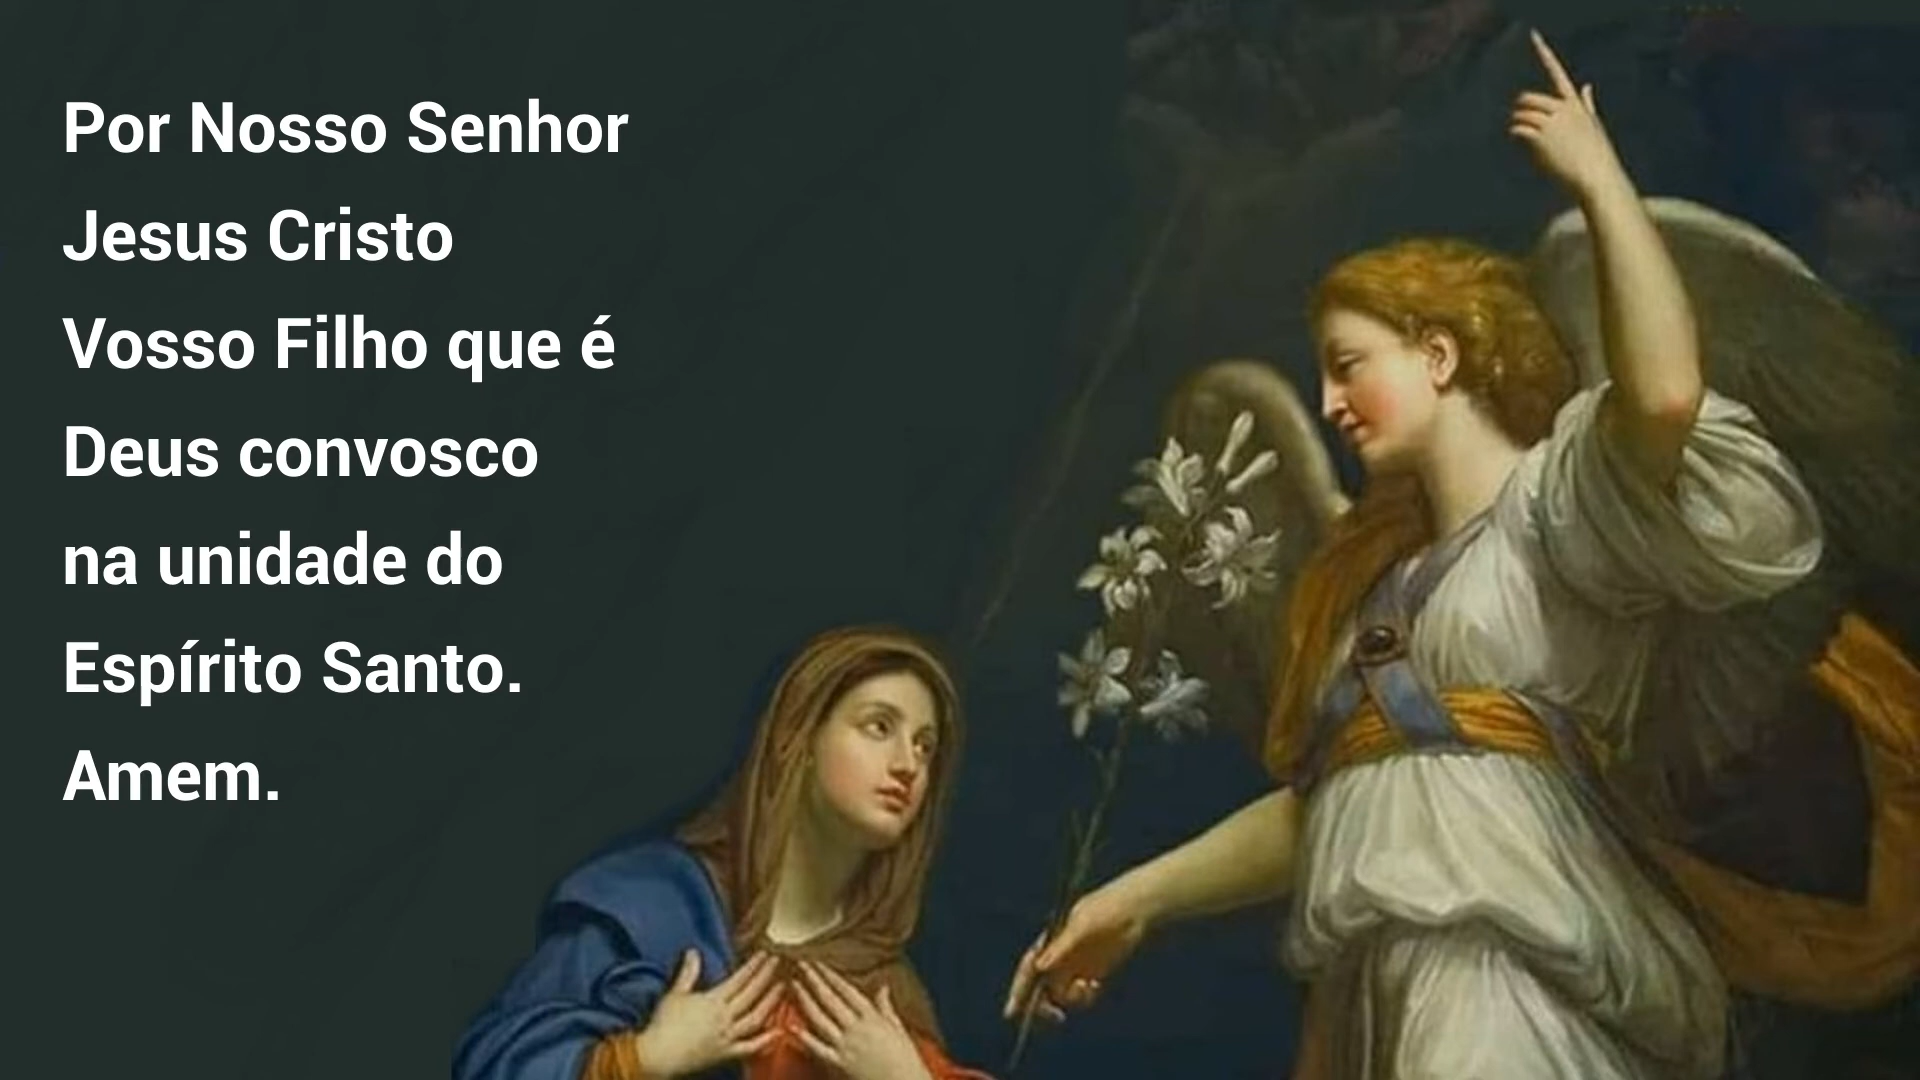 Por Nosso Senhor
Jesus Cristo
Vosso Filho que é
Deus convosco
na unidade do
Espírito Santo.
Amem.